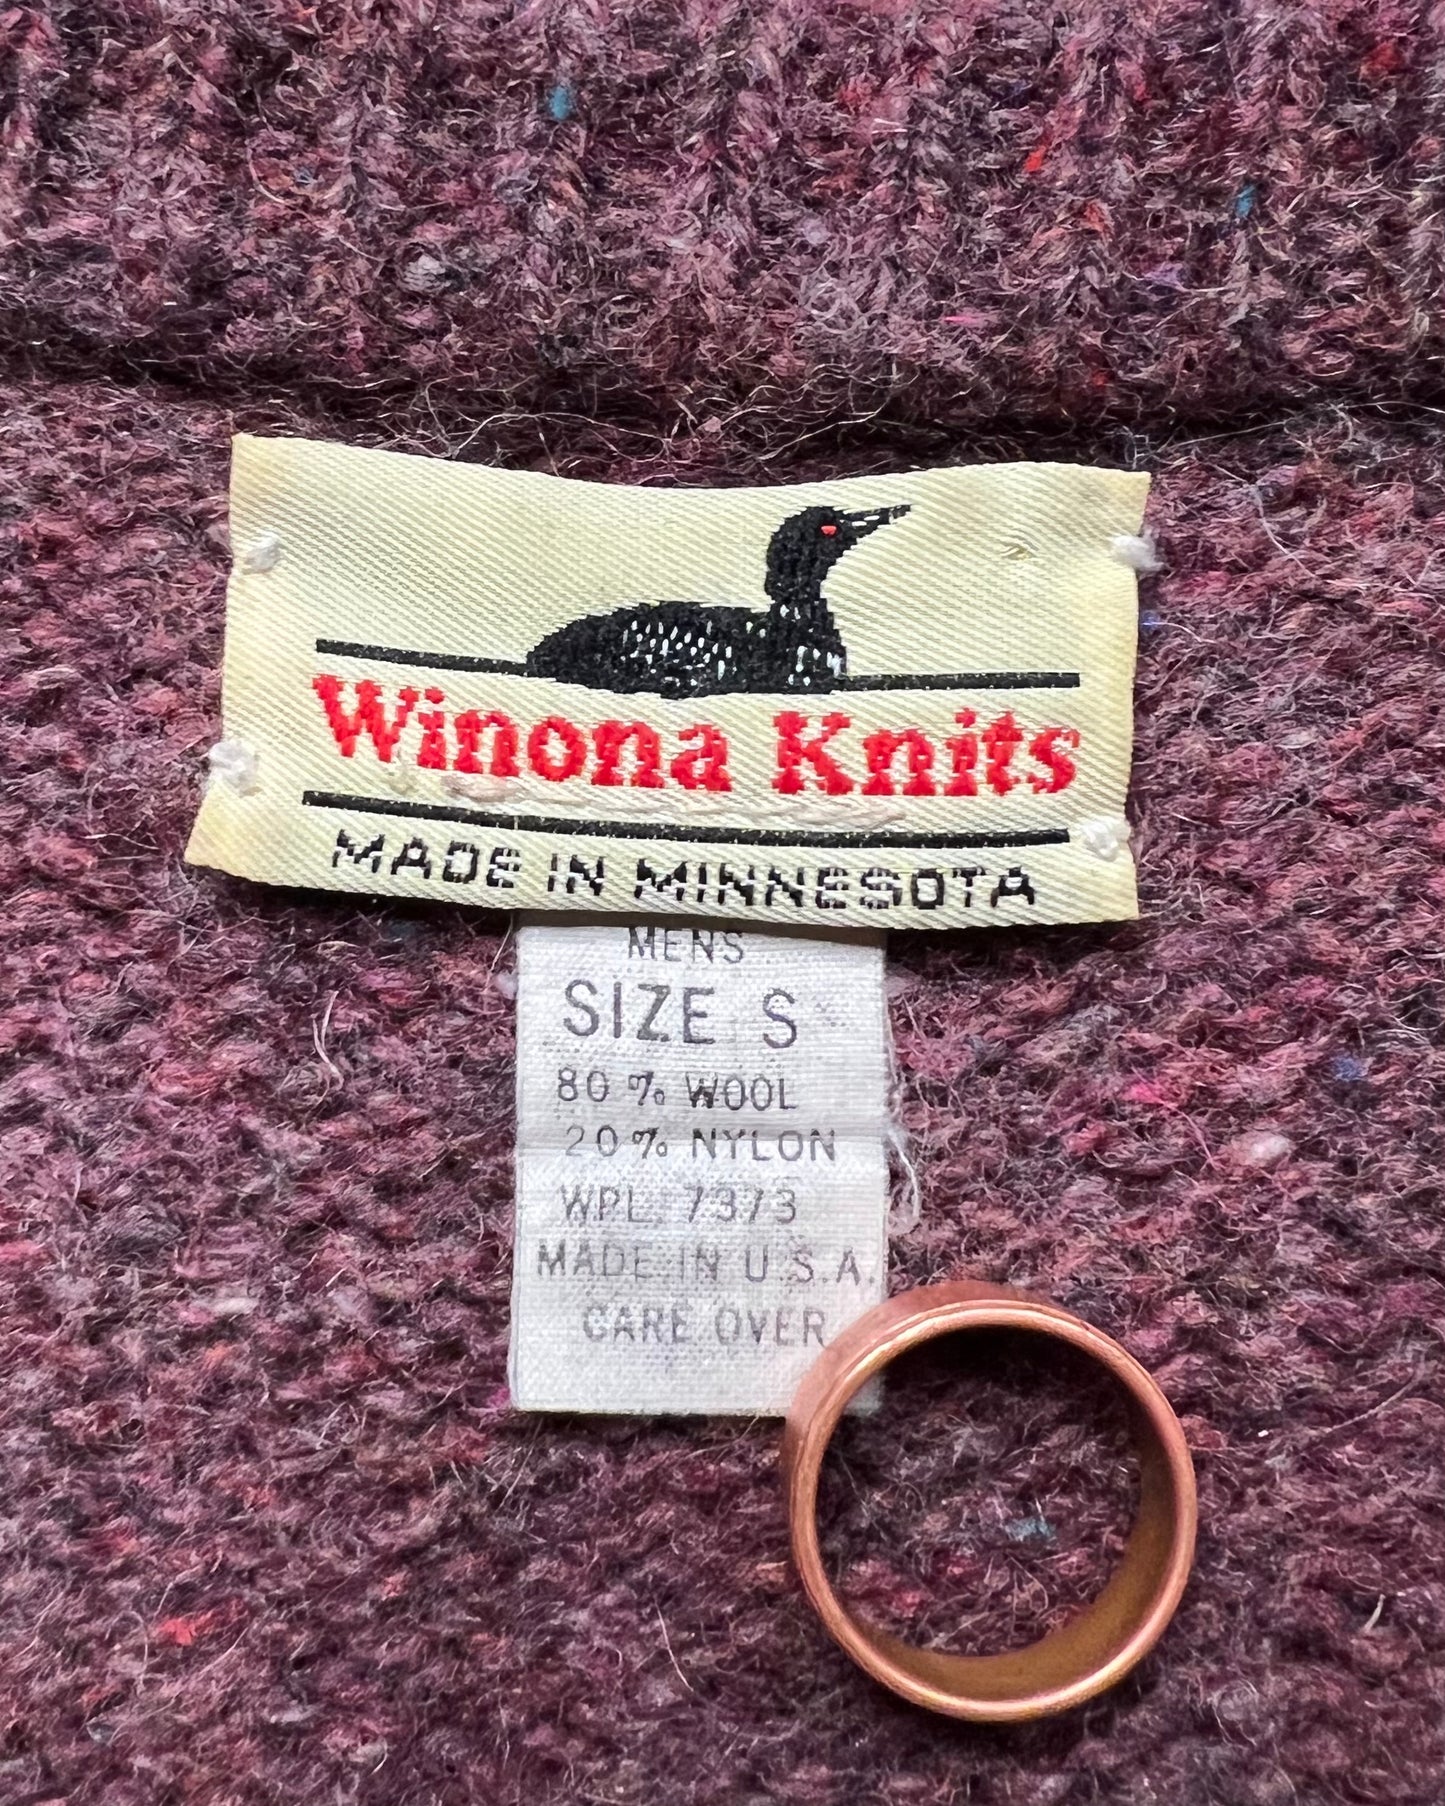 Winona Knits
MADE IN MINNESOTA
MENS
SIZE S
80% WOOL
20% NYLON
WPL 7373
MADE IN U.S.A.
CARE OVER